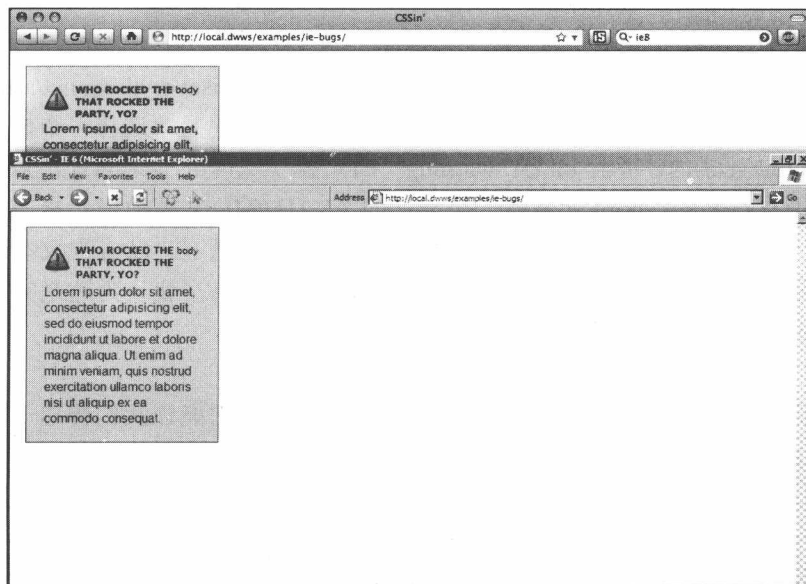 CSSin'
http://local.dwws/examples/ie-bugs/
ie8
WHO ROCKED THE body
THAT ROCKED THE
PARTY, YO?
Lorem ipsum dolor sit amet,
consectetur adipisicing elit,
CSSin' - IE 6 (Microsoft Internet Explorer)
File Edit View Favorites Tools Help
Back
Address
http://local.dwws/examples/ie-bugs/
Go
WHO ROCKED THE body
THAT ROCKED THE
PARTY, YO?
Lorem ipsum dolor sit amet,
consectetur adipisicing elit,
sed do eiusmod tempor
incididunt ut labore et dolore
magna aliqua. Ut enim ad
minim veniam, quis nostrud
exercitation ullamco laboris
nisi ut aliquip ex ea
commodo consequat.